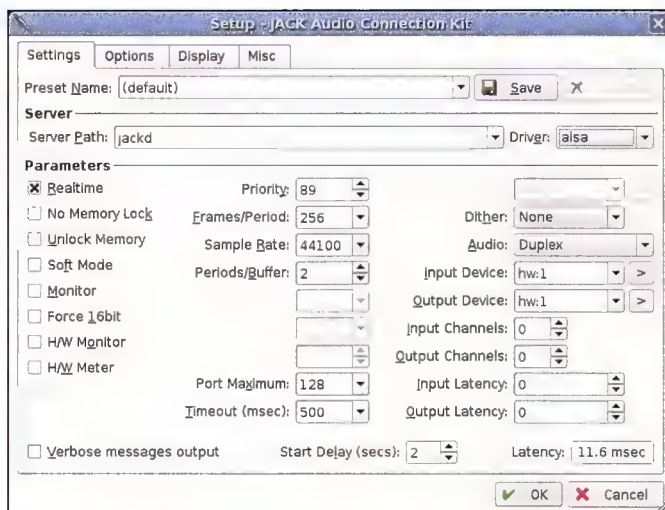 Setup - JACK Audio Connection Kit
Settings Options Display Misc
Preset Name: (default) Save
Server
Server Path: jackd Driver: alsa
Parameters
Realtime Priority: 89
No Memory Lock Frames/Period: 256 Dither: None
Unlock Memory Sample Rate: 44100 Audio: Duplex
Soft Mode Periods/Buffer: 2 Input Device: hw:1 >
Monitor Output Device: hw:1 >
Force 16bit Input Channels: 0
H/W Monitor Output Channels: 0
H/W Meter Port Maximum: 128 Input Latency: 0
Timeout (msec): 500 Output Latency: 0
Verbose messages output Start Delay (secs): 2 Latency: 11.6 msec
OK Cancel